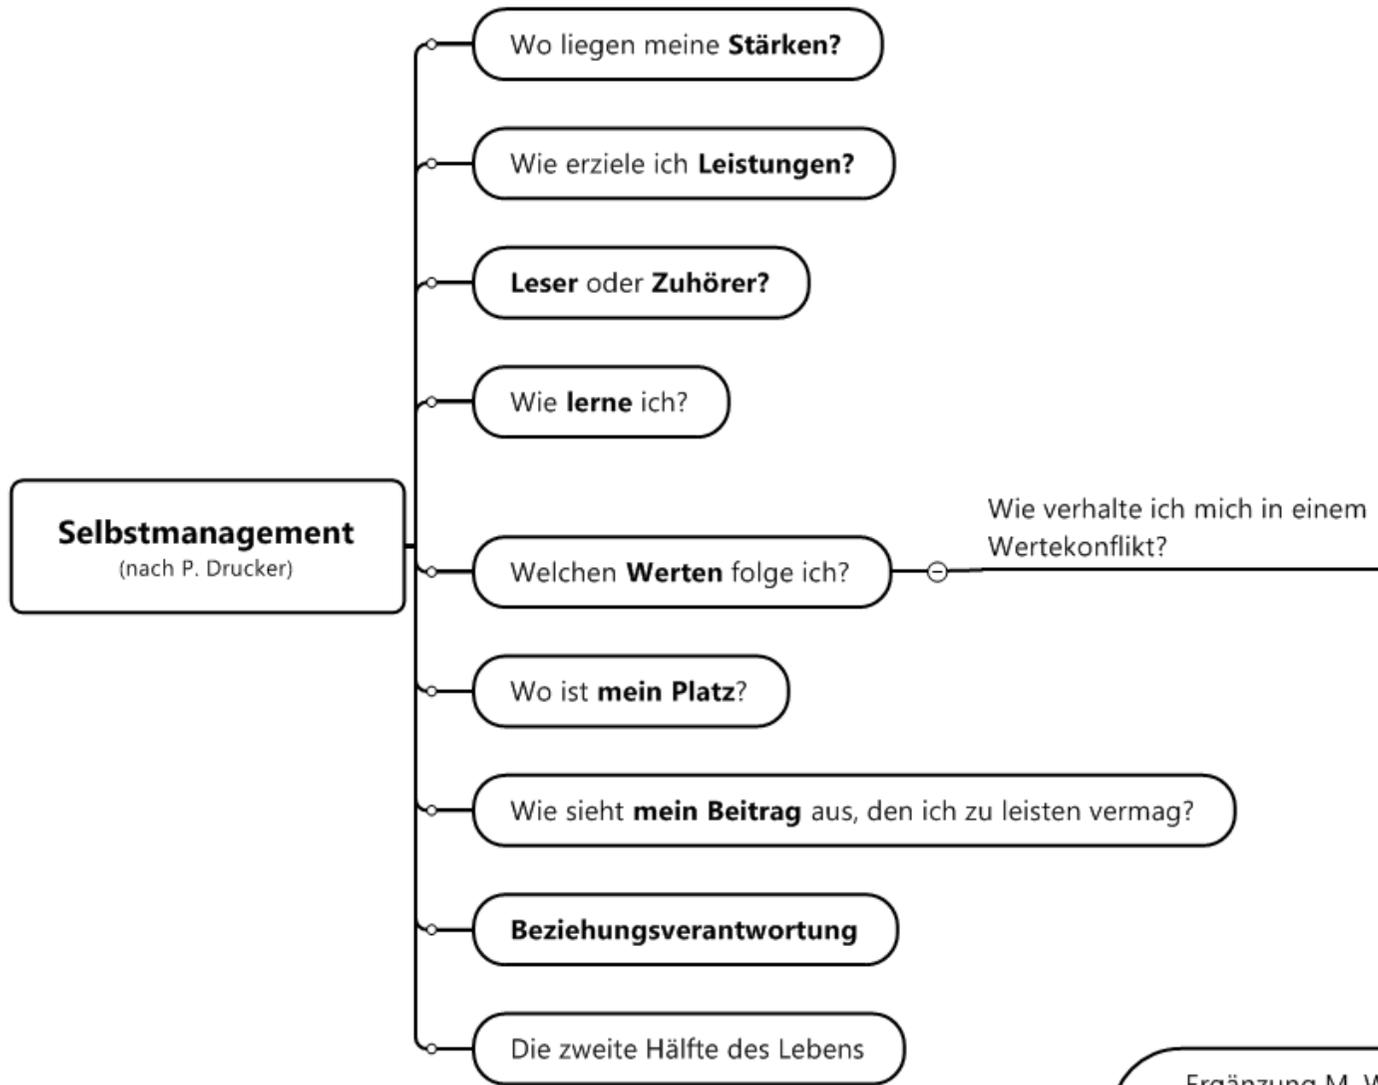 Wo liegen meine Stärken?
Wie erziele ich Leistungen?
Leser oder Zuhörer?
Wie lerne ich?
Selbstmanagement
(nach P. Drucker)
Welchen Werten folge ich?
Wie verhalte ich mich in einem
Wertekonflikt?
Wo ist mein Platz?
Wie sieht mein Beitrag aus, den ich zu leisten vermag?
Beziehungsverantwortung
Die zweite Hälfte des Lebens
Ergänzung M.